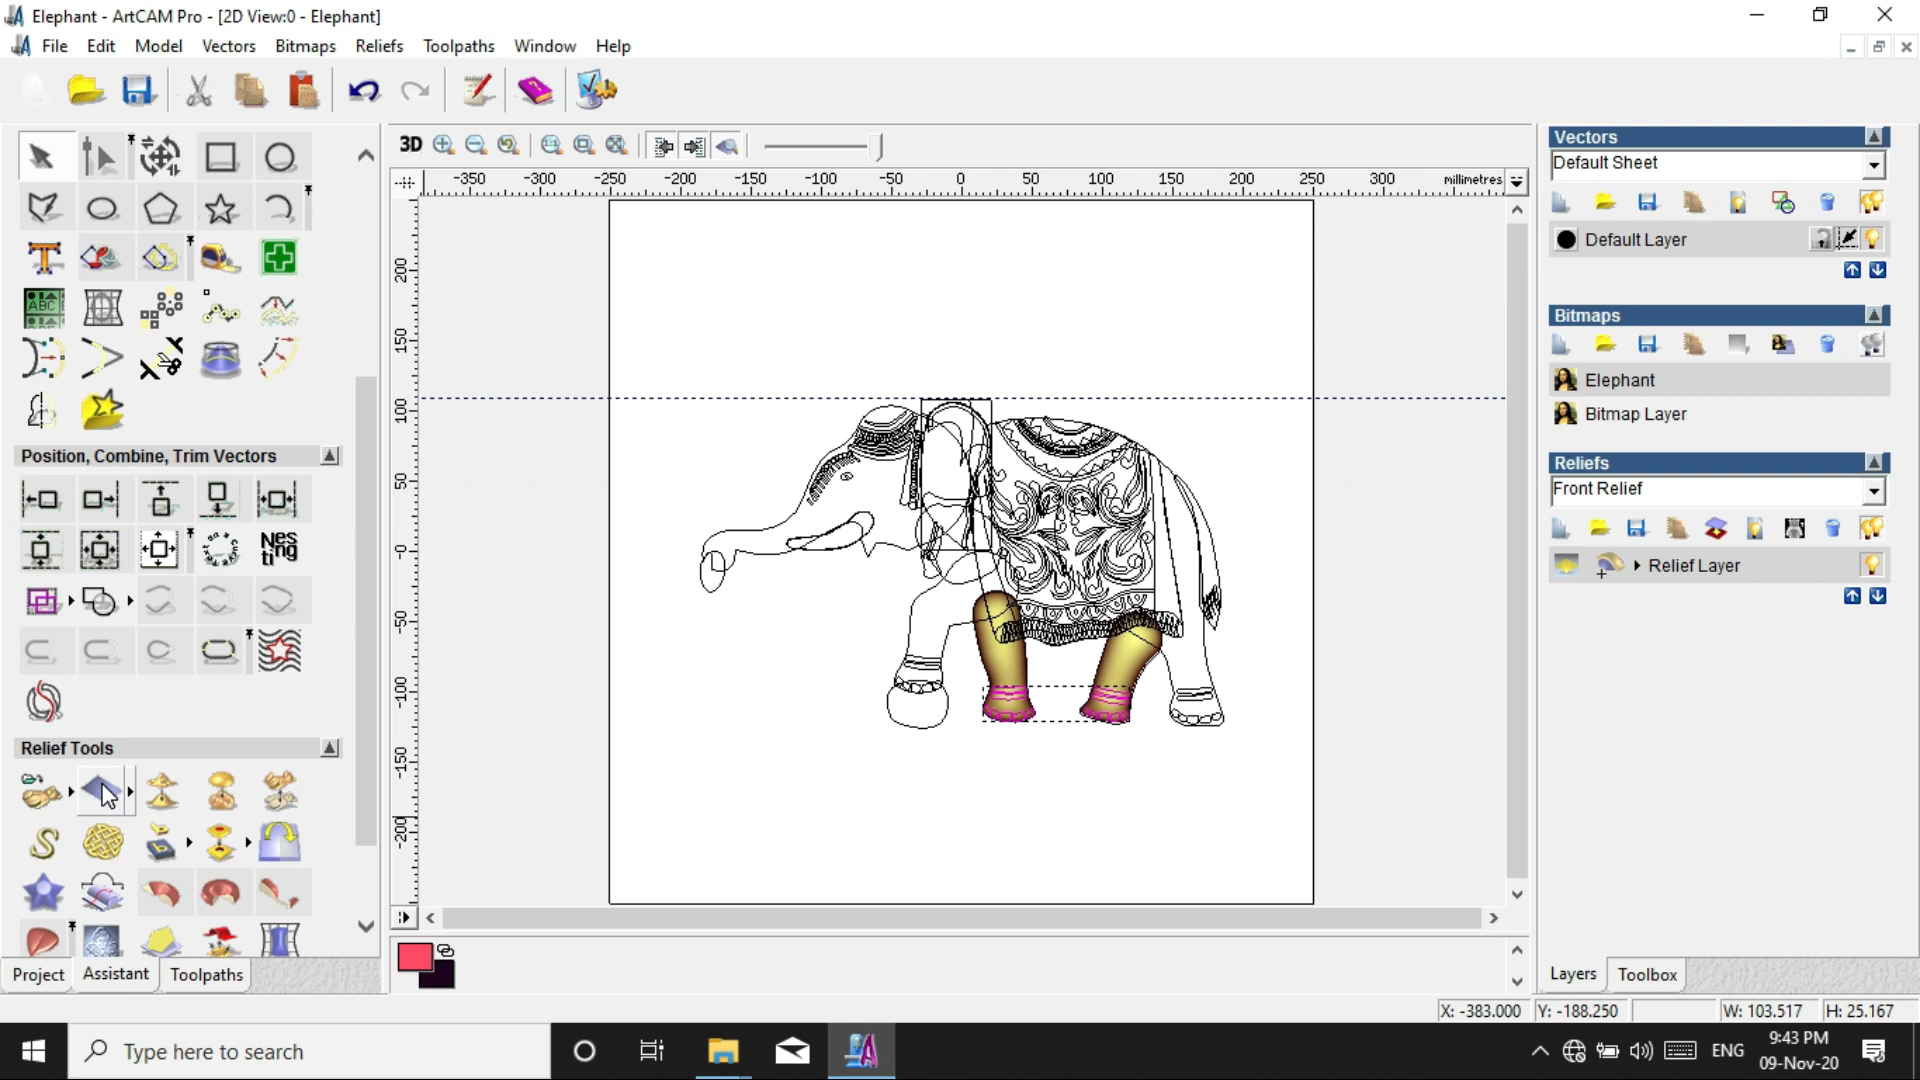 Elephant - ArtCAM Pro - [2D View:0 - Elephant]
File Edit Model Vectors Bitmaps Reliefs Toolpaths Window Help
3D
-350 -300 -250 -200 -150 -100 -50 0 50 100 150 200 250 300 millimetres
200
150
100
50
-0
-50
-100
-150
-200
ABC
Position, Combine, Trim Vectors
Nes
ting
Relief Tools
Project Assistant Toolpaths
Vectors
Default Sheet
Default Layer
Bitmaps
Elephant
Bitmap Layer
Reliefs
Front Relief
Relief Layer
Layers Toolbox
X: -383.000 Y: -188.250 W: 103.517 H: 25.167
Type here to search
ENG
9:43 PM
09-Nov-20